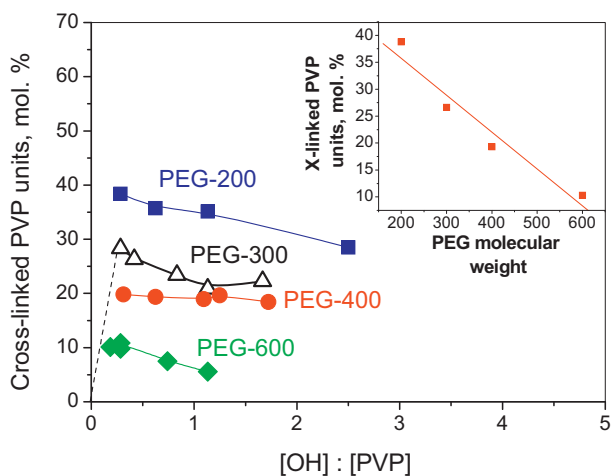 70
60
50
40
30
20
10
0
Cross-linked PVP units, mol. %
0
1
2
3
4
5
[OH] : [PVP]
PEG-200
PEG-300
PEG-400
PEG-600
40
35
30
25
20
15
10
X-linked PVP
units, mol. %
200 300 400 500 600
PEG molecular
weight